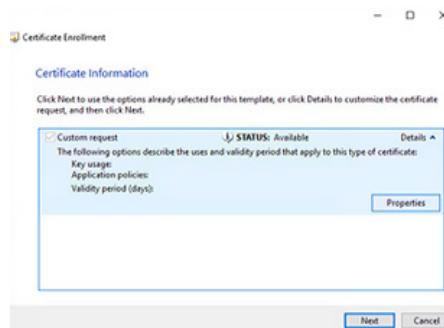 Certificate Enrollment
Certificate Information
Click Next to use the options already selected for this template, or click Details to customize the certificate
request, and then click Next.
Custom request STATUS: Available Details
The following options describe the uses and validity period that apply to this type of certificate:
Key usage:
Application policies:
Validity period (days):
Properties
Next Cancel